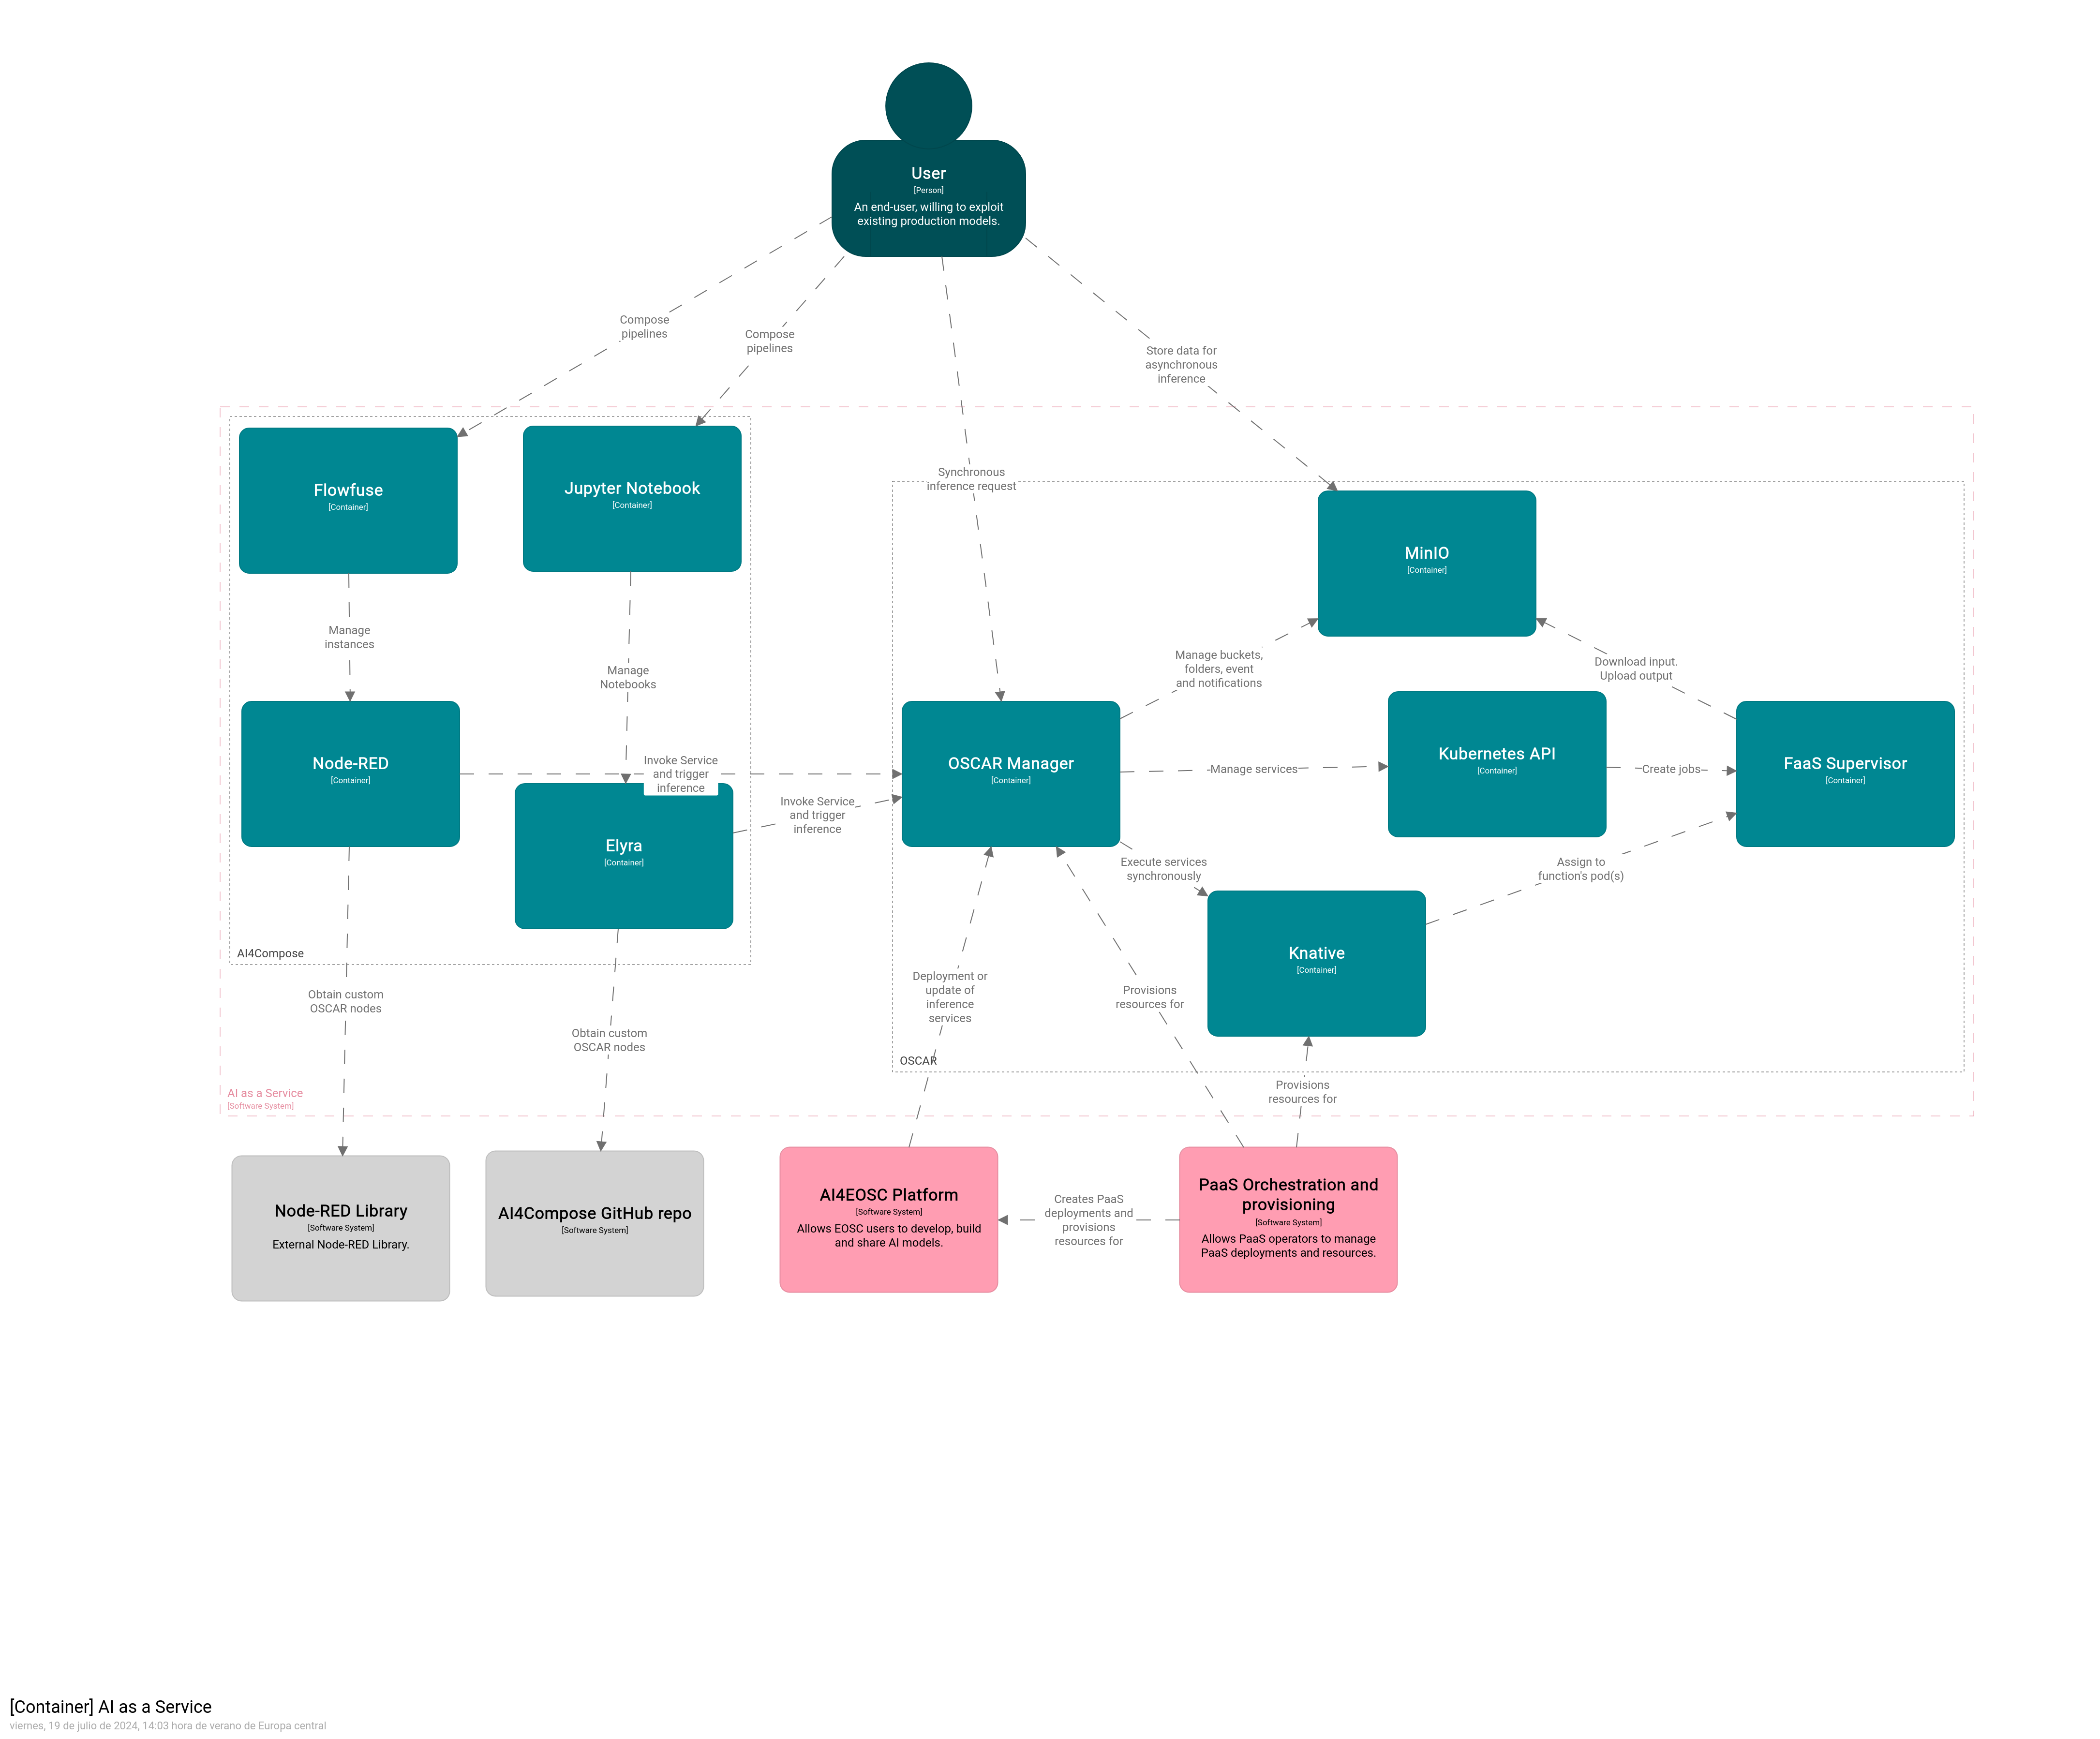 User
[Person]
An end-user, willing to exploit
existing production models.
Compose
pipelines
Compose
pipelines
Store data for
asynchronous
inference
Synchronous
inference request
Flowfuse
[Container]
Jupyter Notebook
[Container]
MinIO
[Container]
Manage
instances
Manage
Notebooks
Manage buckets,
folders, event
and notifications
Download input.
Upload output
Node-RED
[Container]
Invoke Service
and trigger
inference
OSCAR Manager
[Container]
Manage services
Kubernetes API
[Container]
Create jobs
FaaS Supervisor
[Container]
Elyra
[Container]
Invoke Service
and trigger
inference
Execute services
synchronously
Assign to
function's pod(s)
Knative
[Container]
AI4Compose
Obtain custom
OSCAR nodes
Obtain custom
OSCAR nodes
Deployment or
update of
inference
services
Provisions
resources for
OSCAR
Provisions
resources for
AI as a Service
[Software System]
Node-RED Library
[Software System]
External Node-RED Library.
AI4Compose GitHub repo
[Software System]
AI4EOSC Platform
[Software System]
Allows EOSC users to develop, build
and share AI models.
Creates PaaS
deployments and
provisions
resources for
PaaS Orchestration and
provisioning
[Software System]
Allows PaaS operators to manage
PaaS deployments and resources.
[Container] AI as a Service
viernes, 19 de julio de 2024, 14:03 hora de verano de Europa central